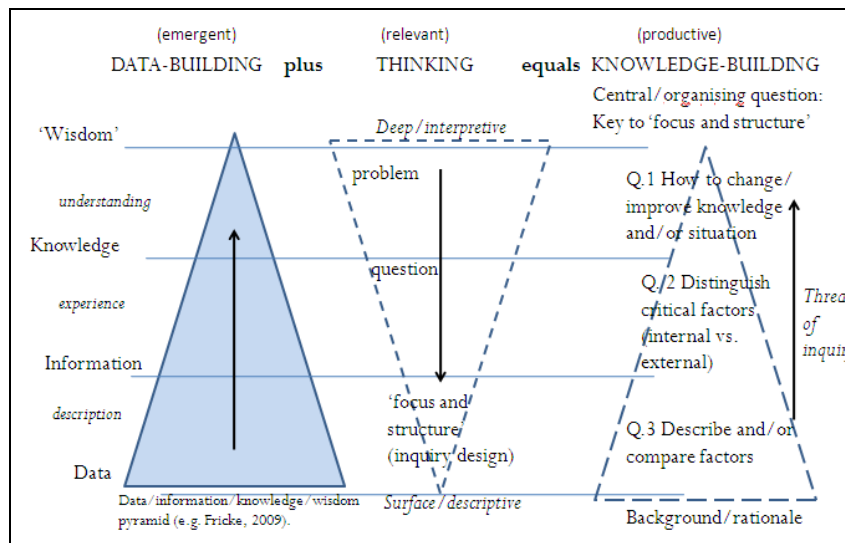 (emergent)
(relevant)
(productive)
DATA-BUILDING plus THINKING equals KNOWLEDGE-BUILDING
Central/organising question:
Key to ‘focus and structure’
‘Wisdom’
understanding
Knowledge
experience
Information
description
Data
Data/information/knowledge/wisdom
pyramid (e.g. Fricke, 2009).
Deep/interpretive
problem
question
‘focus and
structure’
(inquiry design)
Surface/descriptive
Q.1 How to change/
improve knowledge
and/or situation
Q. 2 Distinguish
critical factors
(internal vs.
external)
Q.3 Describe and/or
compare factors
Background/rationale
Threa
of
inquiry